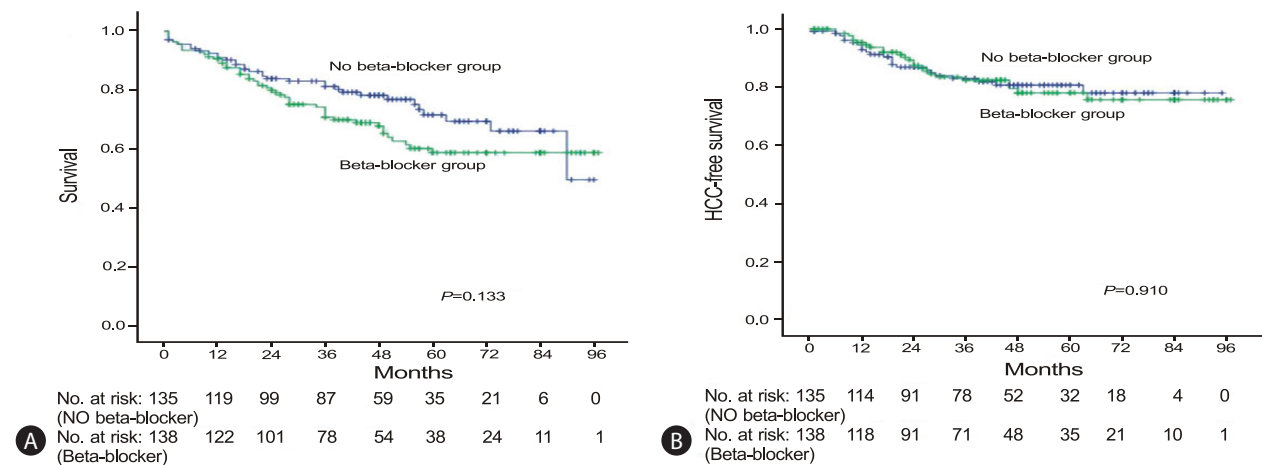 1.0
0.8
0.6
0.4
0.2
0.0
Survival
No beta-blocker group
Beta-blocker group
P=0.133
0 12 24 36 48 60 72 84 96
Months
No. at risk: 135 119 99 87 59 35 21 6 0
(NO beta-blocker)
A No. at risk: 138 122 101 78 54 38 24 11 1
(Beta-blocker)
1.0
0.8
0.6
0.4
0.2
0.0
HCC-free survival
No beta-blocker group
Beta-blocker group
P=0.910
0 12 24 36 48 60 72 84 96
Months
No. at risk: 135 114 91 78 52 32 18 4 0
(NO beta-blocker)
B No. at risk: 138 118 91 71 48 35 21 10 1
(Beta-blocker)